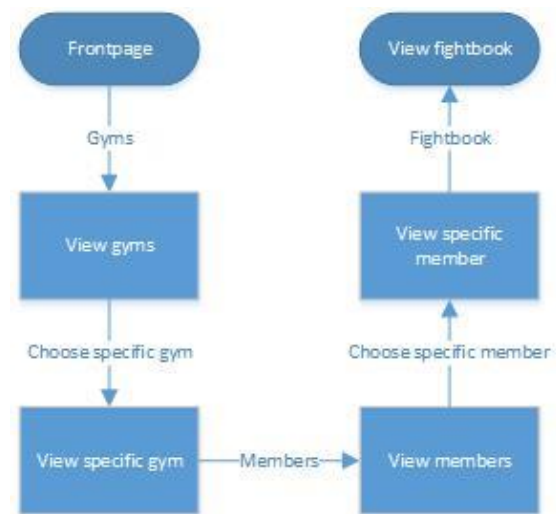 Frontpage
Gyms
View gyms
Choose specific gym
View specific gym
Members
View members
Choose specific member
View specific
member
Fightbook
View fightbook